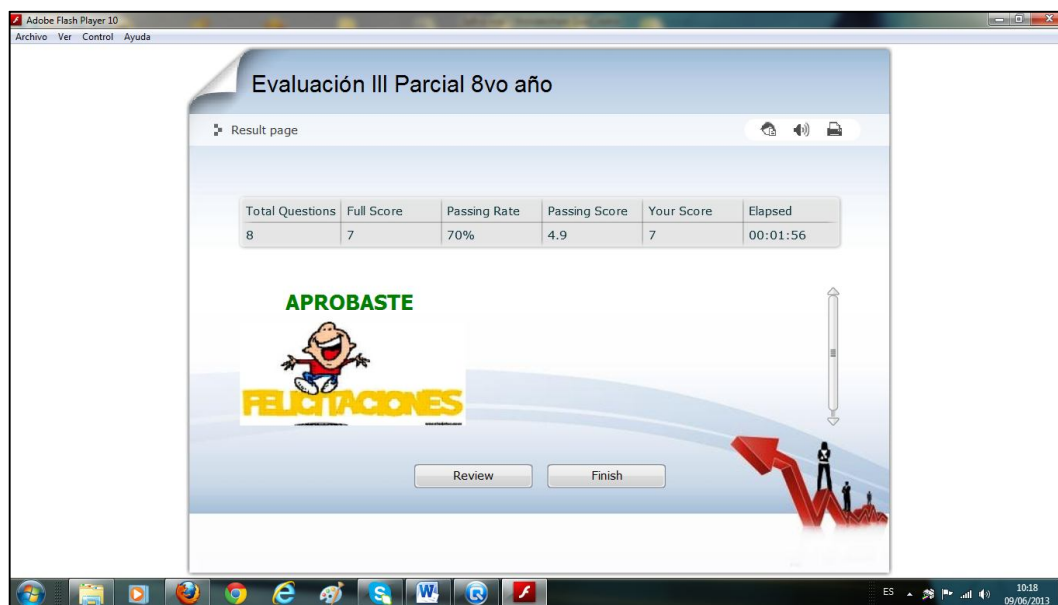 Adobe Flash Player 10
Archivo Ver Control Ayuda
Evaluación III Parcial 8vo año
Result page
Total Questions Full Score Passing Rate Passing Score Your Score Elapsed
8 7 70% 4.9 7 00:01:56
APROBASTE
FELICITACIONES
Review Finish
ES 10:18
09/06/2013